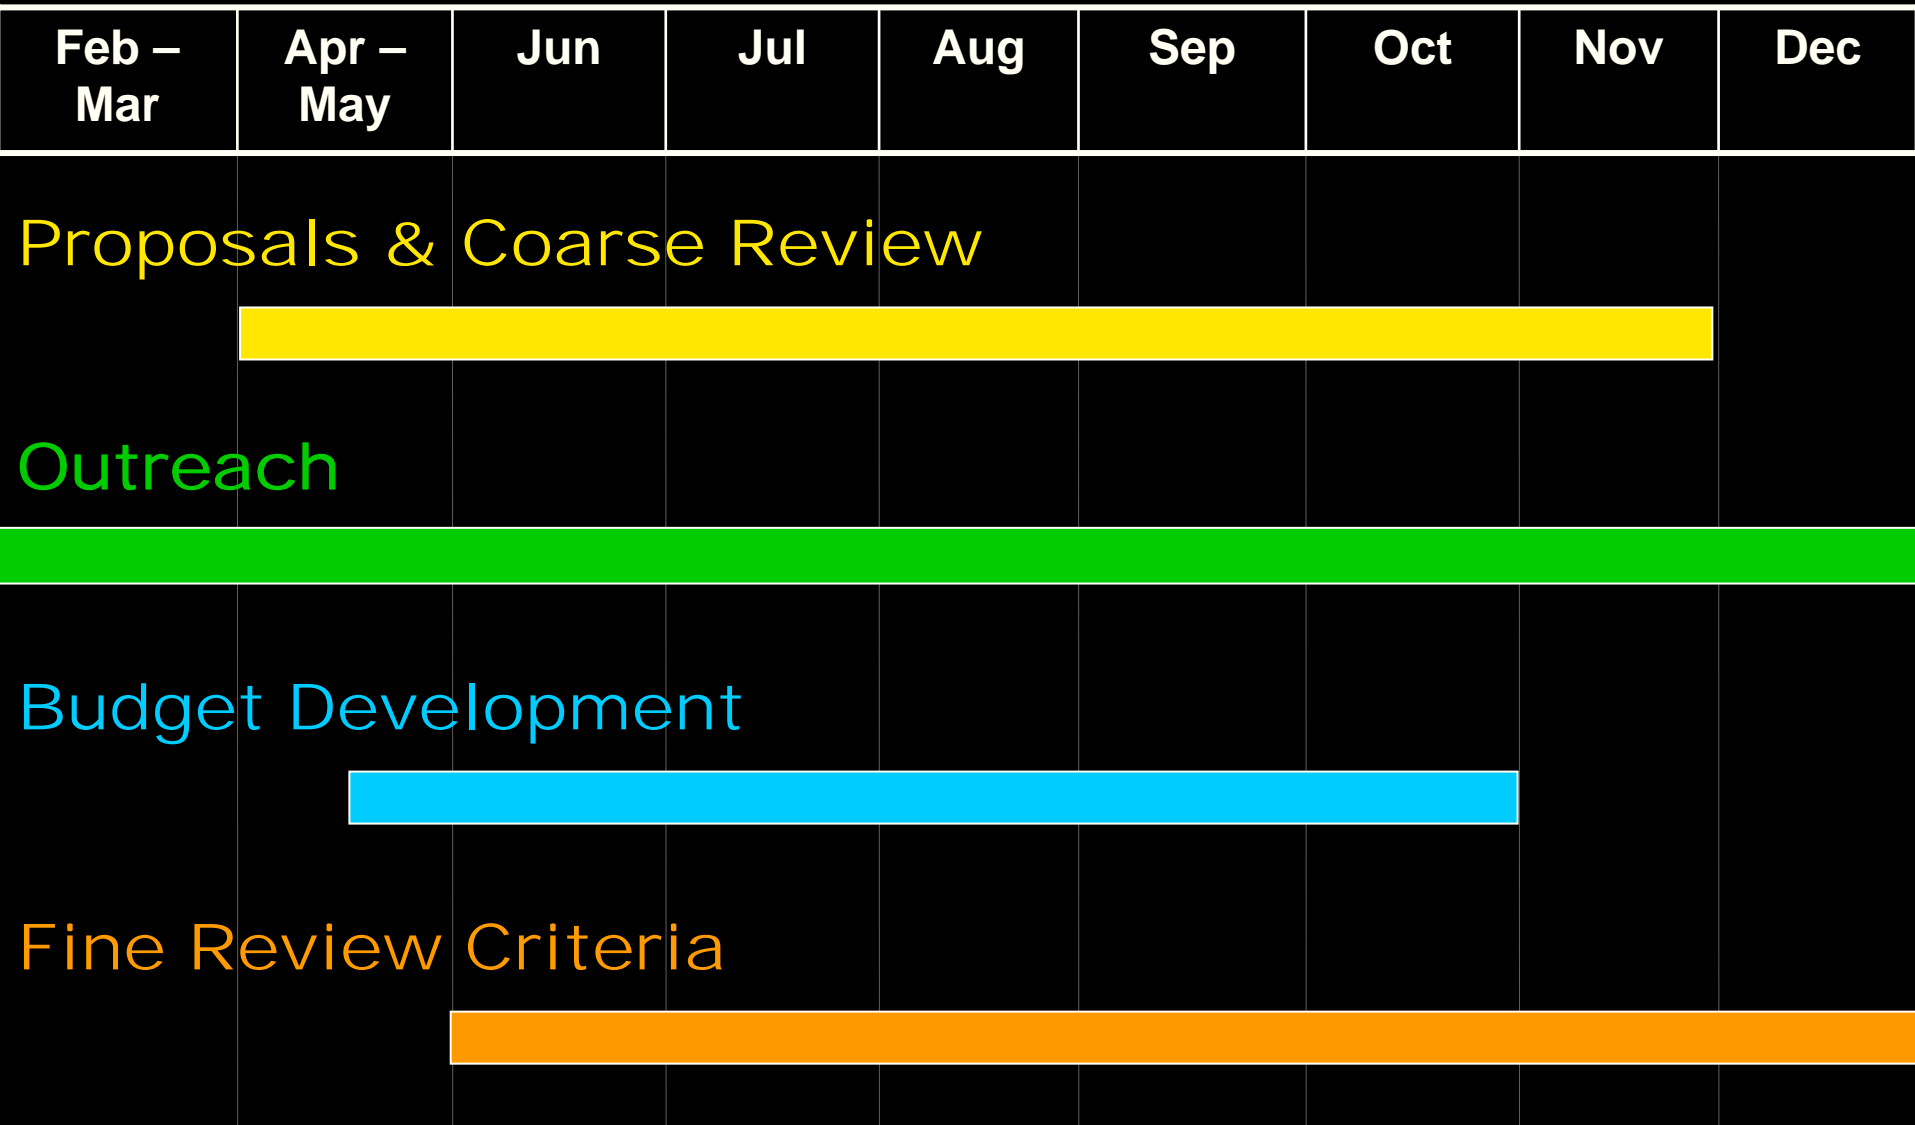 Feb –
Mar
Apr –
May
Jun
Jul
Aug
Sep
Oct
Nov
Dec
Proposals & Coarse Review
Outreach
Budget Development
Fine Review Criteria